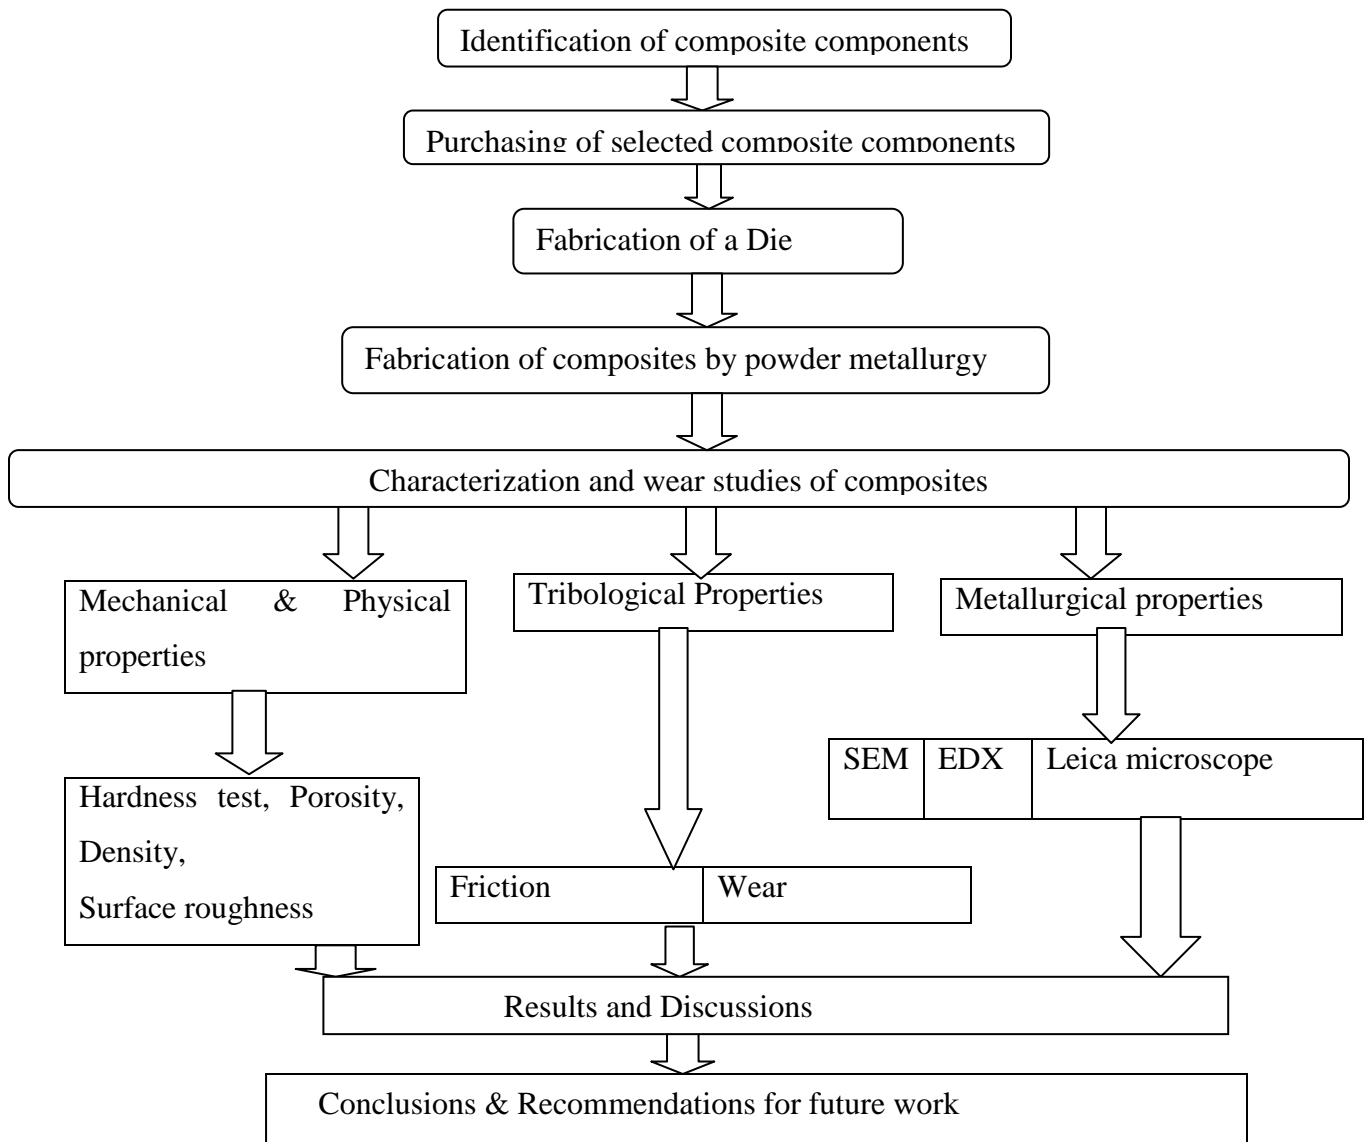 Identification of composite components
Purchasing of selected composite components
Fabrication of a Die
Fabrication of composites by powder metallurgy
Characterization and wear studies of composites
Mechanical & Physical
properties
Tribological Properties
Metallurgical properties
Hardness test, Porosity,
Density,
Surface roughness
Friction
Wear
SEM
EDX
Leica microscope
Results and Discussions
Conclusions & Recommendations for future work